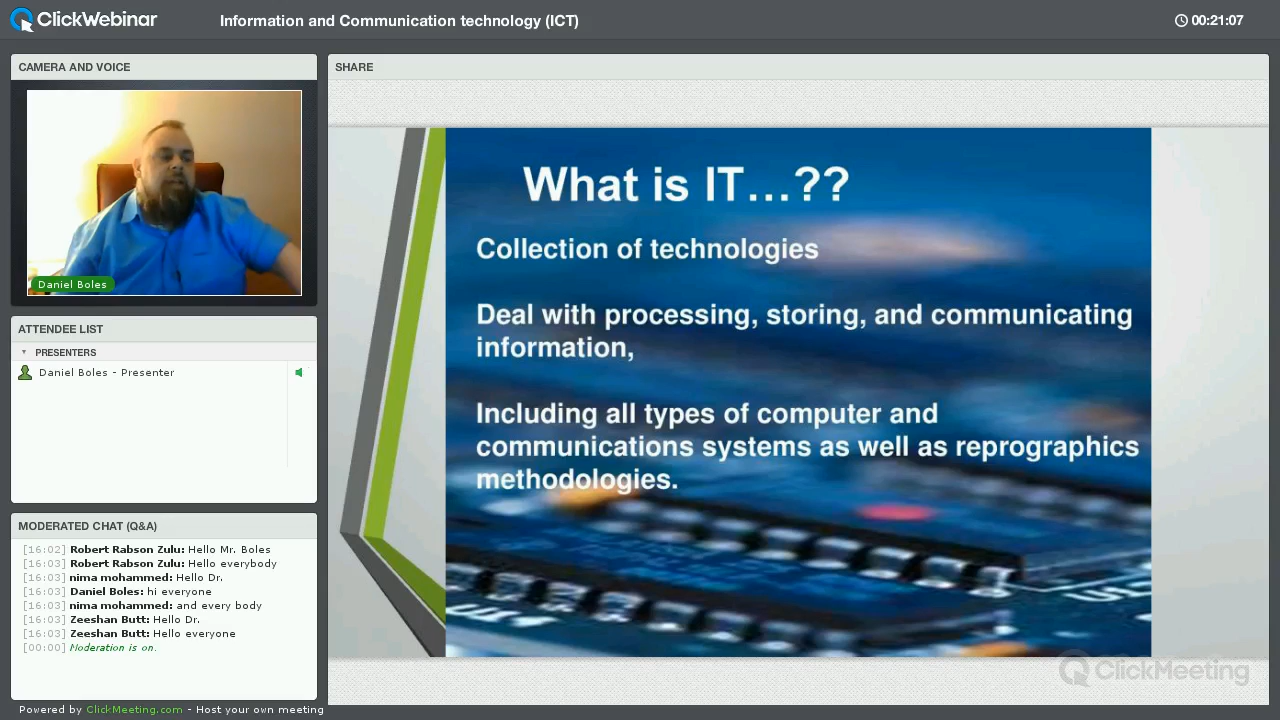 ClickWebinar
Information and Communication technology (ICT)
00:21:07
CAMERA AND VOICE
Daniel Boles
ATTENDEE LIST
PRESENTERS
Daniel Boles - Presenter
MODERATED CHAT (Q&A)
[16:02] Robert Rabson Zulu: Hello Mr. Boles
[16:03] Robert Rabson Zulu: Hello everybody
[16:03] nima mohammed: Hello Dr.
[16:03] Daniel Boles: hi everyone
[16:03] nima mohammed: and every body
[16:03] Zeeshan Butt: Hello Dr.
[16:03] Zeeshan Butt: Hello everyone
[00:00] Moderation is on.
Powered by ClickMeeting.com - Host your own meeting
SHARE
What is IT...??
Collection of technologies
Deal with processing, storing, and communicating
information,
Including all types of computer and
communications systems as well as reprographics
methodologies.
ClickMeeting